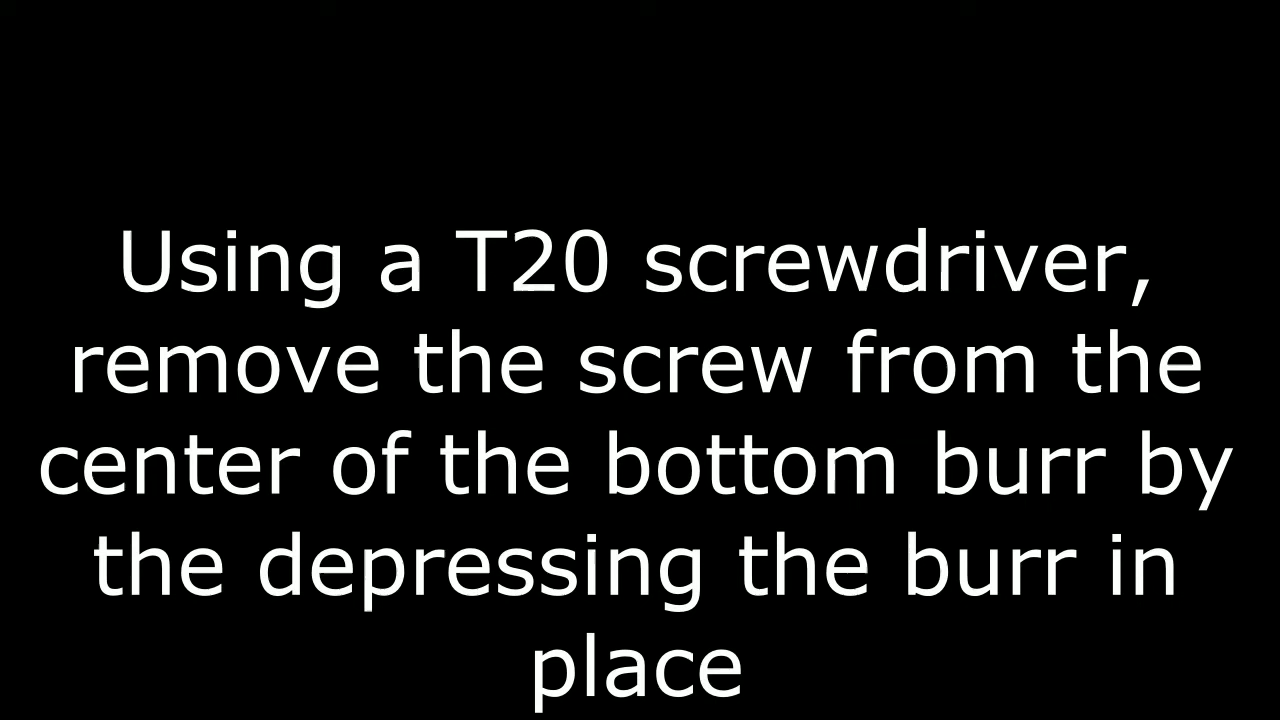 Using a T20 screwdriver,
remove the screw from the
center of the bottom burr by
the depressing the burr in
place